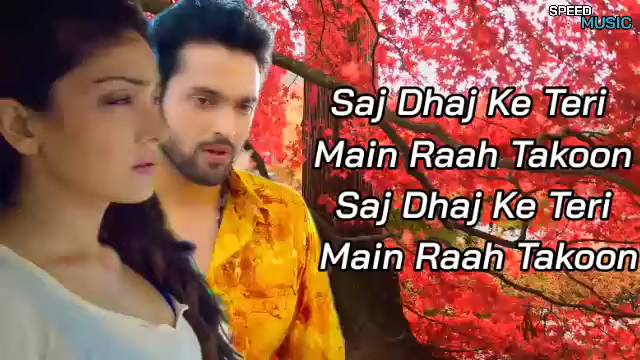 SPEED
MUSIC
Saj Dhaj Ke Teri
Main Raah Takoon
Saj Dhaj Ke Teri
Main Raah Takoon